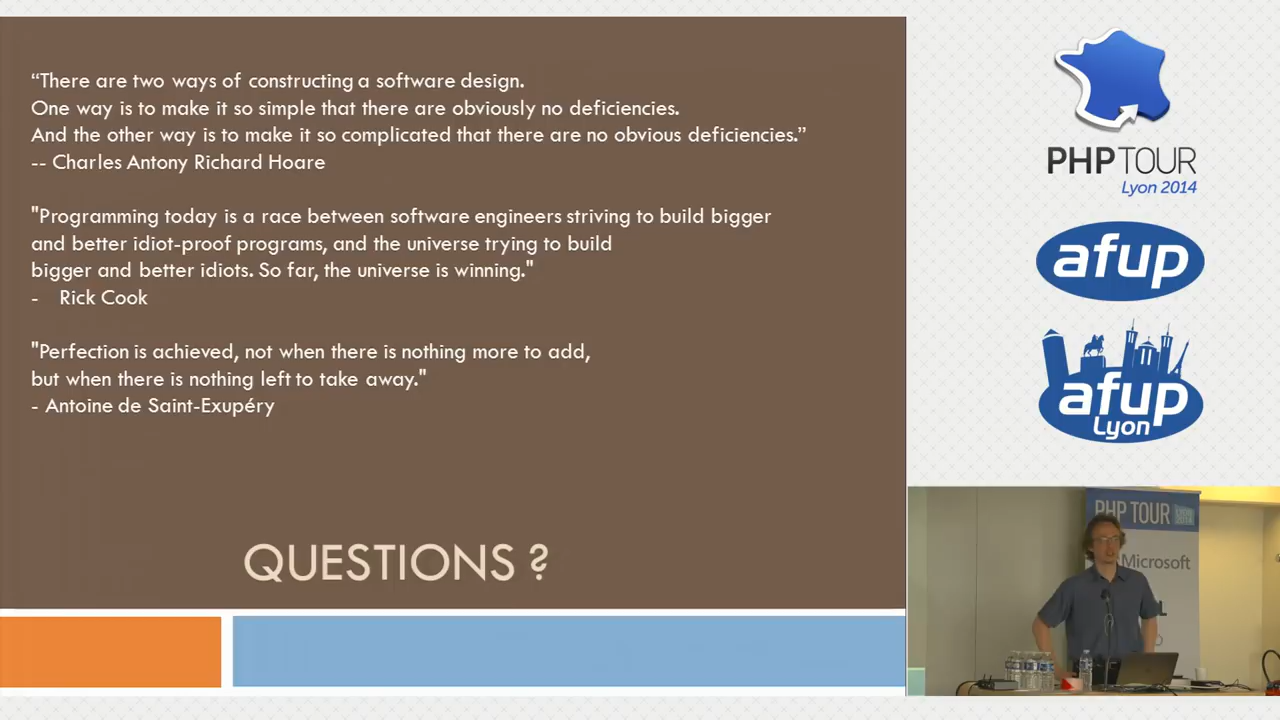 “There are two ways of constructing a software design.
One way is to make it so simple that there are obviously no deficiencies.
And the other way is to make it so complicated that there are no obvious deficiencies.”
-- Charles Antony Richard Hoare
"Programming today is a race between software engineers striving to build bigger
and better idiot-proof programs, and the universe trying to build
bigger and better idiots. So far, the universe is winning."
- Rick Cook
"Perfection is achieved, not when there is nothing more to add,
but when there is nothing left to take away."
- Antoine de Saint-Exupéry
QUESTIONS ?
PHP TOUR
Lyon 2014
afup
afup
Lyon
PHP TOUR
Microsoft